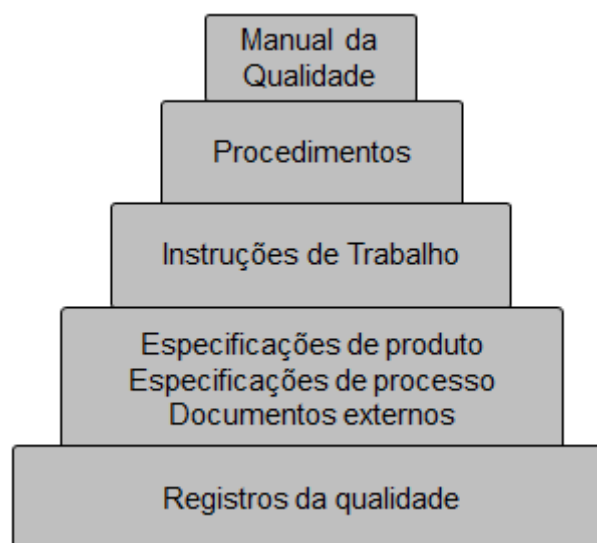 Manual da
Qualidade
Procedimentos
Instruções de Trabalho
Especificações de produto
Especificações de processo
Documentos externos
Registros da qualidade